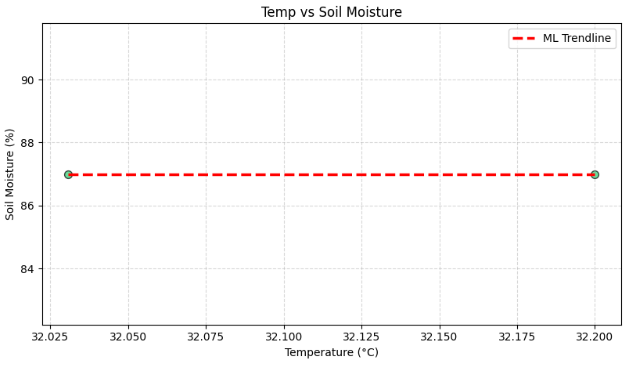 Temp vs Soil Moisture
ML Trendline
Soil Moisture (%)
90
88
86
84
32.025 32.050 32.075 32.100 32.125 32.150 32.175 32.200
Temperature (°C)